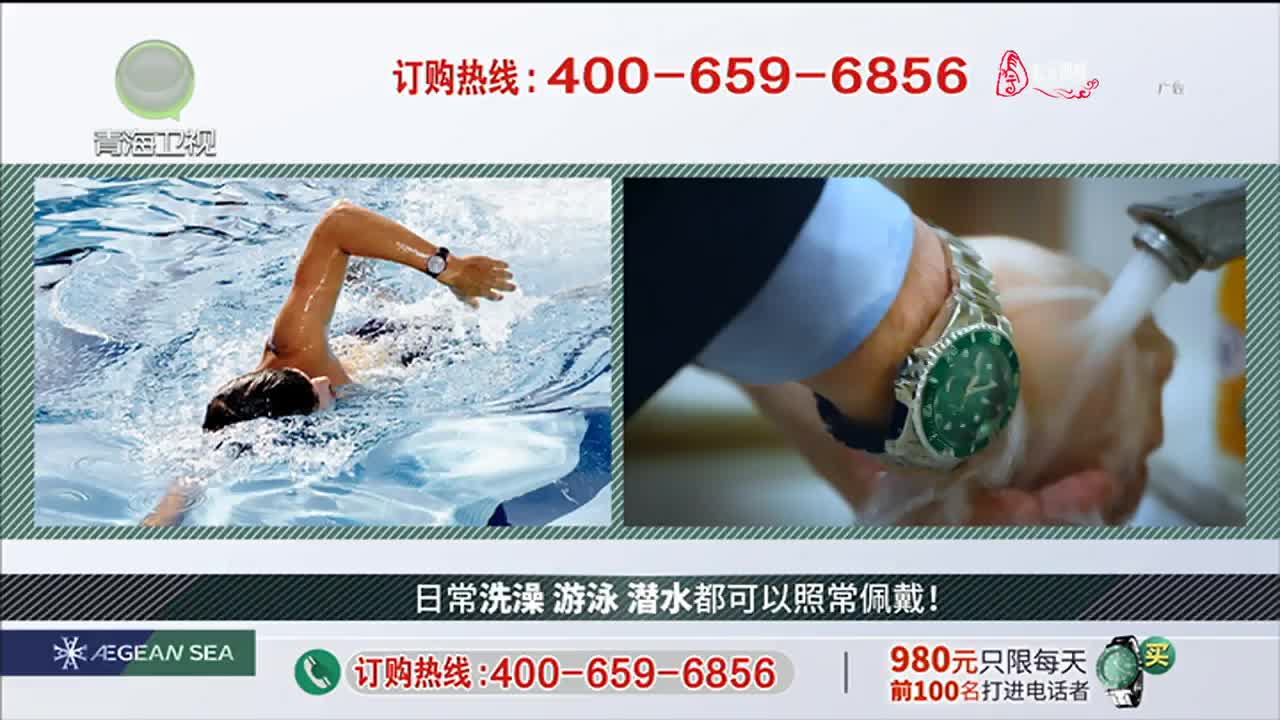 订购热线：400-659-6856
广告
青海卫视
日常洗澡 游泳 潜水都可以照常佩戴！
ÆGEAN SEA
订购热线:400-659-6856
980元只限每天
前100名打进电话者
买